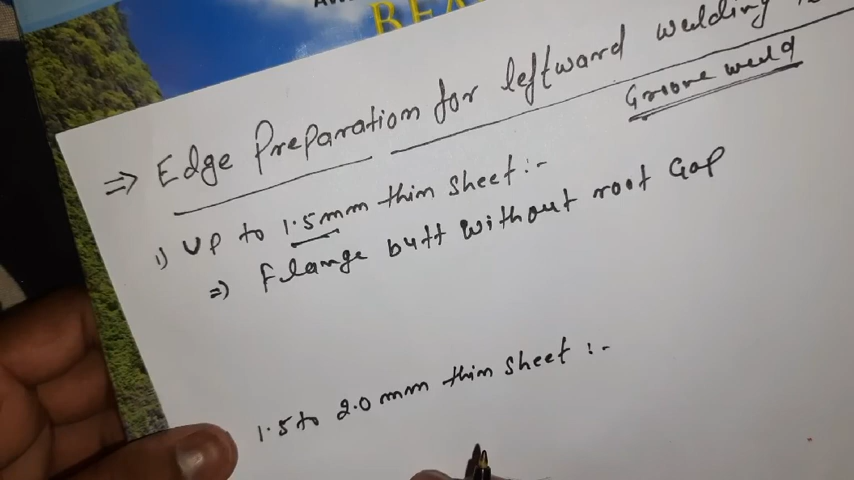 ⇒ Edge Preparation for leftward welding
Groove weld
1) Up to 1.5mm thin sheet :-
⇒) Flange butt without root Gap
1.5 to 2.0 mm thin sheet :-